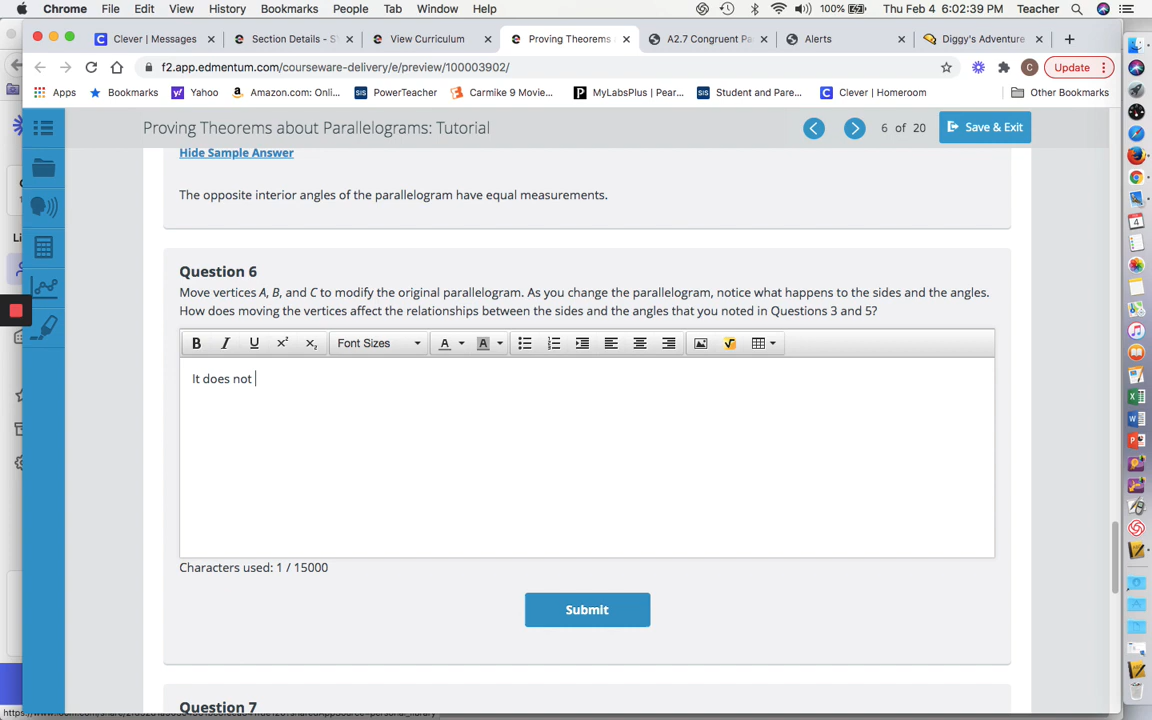 Chrome File Edit View History Bookmarks People Tab Window Help 100% Thu Feb 4 6:02:39 PM Teacher
Clever | Messages Section Details - S View Curriculum Proving Theorems A2.7 Congruent Pa Alerts Diggy's Adventure
f2.app.edmentum.com/courseware-delivery/e/preview/100003902/ C Update
Apps Bookmarks Yahoo Amazon.com: Onli... PowerTeacher Carmike 9 Movie... MyLabsPlus | Pear... Student and Pare... Clever | Homeroom Other Bookmarks
Proving Theorems about Parallelograms: Tutorial 6 of 20 Save & Exit
Hide Sample Answer
The opposite interior angles of the parallelogram have equal measurements.
Question 6
Move vertices A, B, and C to modify the original parallelogram. As you change the parallelogram, notice what happens to the sides and the angles.
How does moving the vertices affect the relationships between the sides and the angles that you noted in Questions 3 and 5?
B I U X² X₂ Font Sizes A A
It does not
Characters used: 1 / 15000
Submit
Question 7